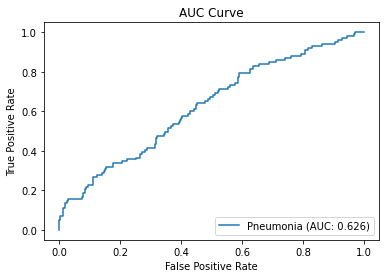 AUC Curve
1.0
0.8
0.6
0.4
0.2
0.0
True Positive Rate
Pneumonia (AUC: 0.626)
0.0 0.2 0.4 0.6 0.8 1.0
False Positive Rate